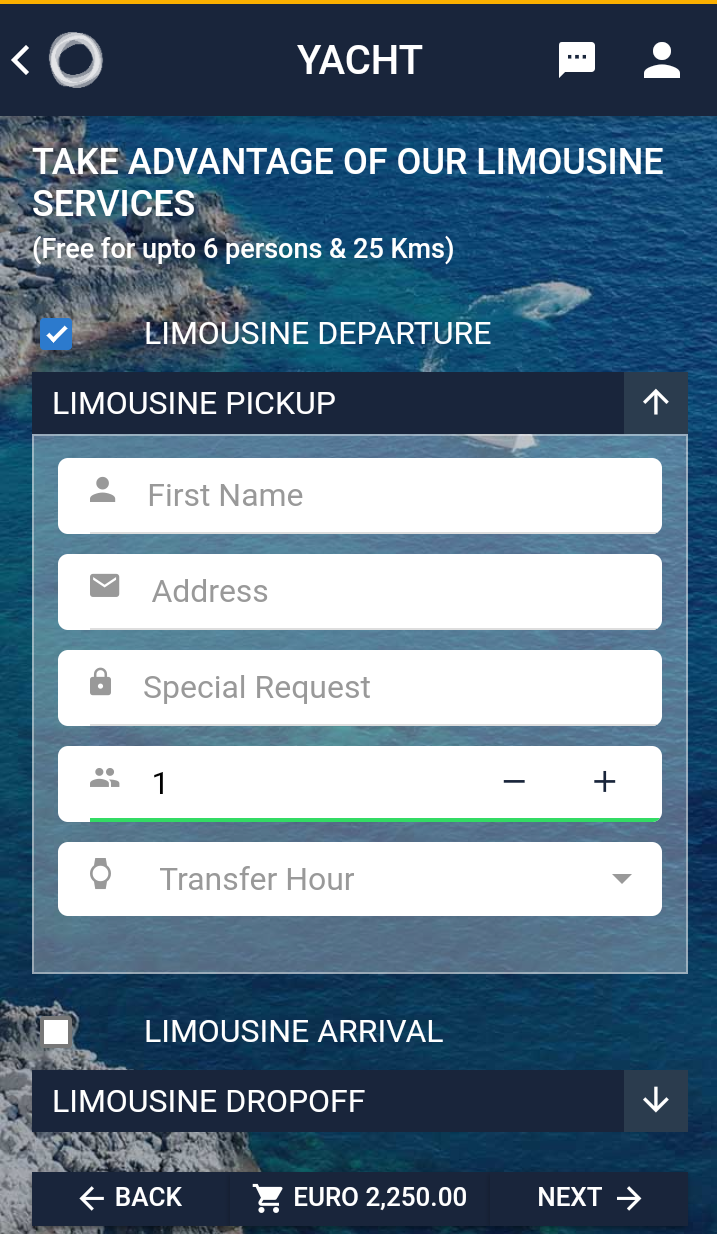 YACHT
TAKE ADVANTAGE OF OUR LIMOUSINE
SERVICES
(Free for upto 6 persons & 25 Kms)
LIMOUSINE DEPARTURE
LIMOUSINE PICKUP
First Name
Address
Special Request
1
Transfer Hour
LIMOUSINE ARRIVAL
LIMOUSINE DROPOFF
BACK EURO 2,250.00 NEXT